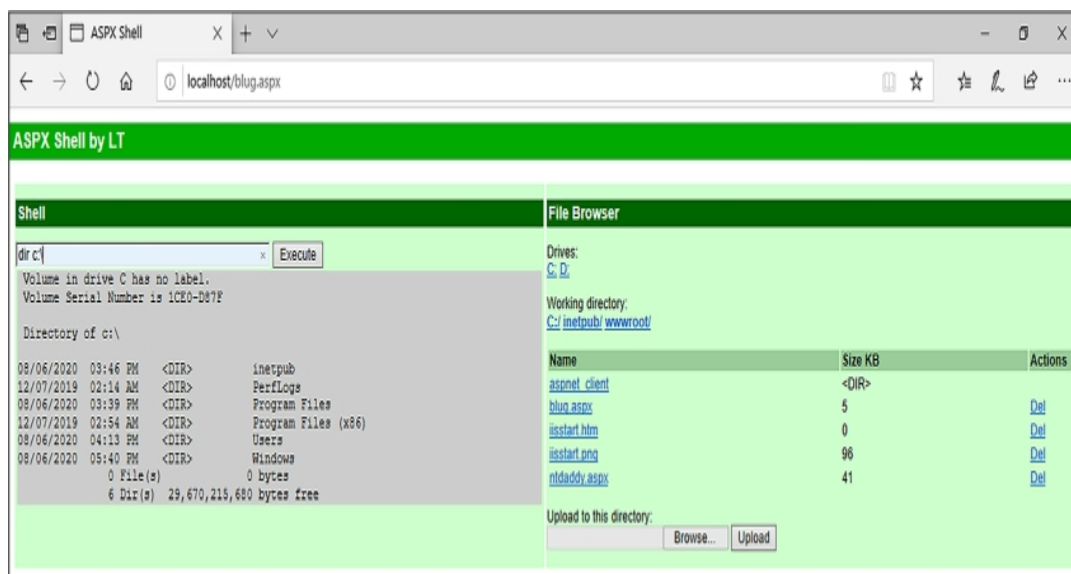 ASPX Shell
localhost/blug.aspx
ASPX Shell by LT
Shell
dir c:\
Execute
Volume in drive C has no label.
Volume Serial Number is 1CE0-D87F
Directory of c:\
08/06/2020 03:46 PM <DIR> inetpub
12/07/2019 02:14 AM <DIR> PerfLogs
08/06/2020 03:39 PM <DIR> Program Files
12/07/2019 02:54 AM <DIR> Program Files (x86)
08/06/2020 04:13 PM <DIR> Users
08/06/2020 05:40 PM <DIR> Windows
0 File(s) 0 bytes
6 Dir(s) 29,670,215,680 bytes free
File Browser
Drives:
C: D:
Working directory:
C:/ inetpub/ wwwroot/
Name Size KB Actions
aspnet_client <DIR>
blug.aspx 5 Del
iisstart.htm 0 Del
iisstart.png 96 Del
ntdaddy.aspx 41 Del
Upload to this directory:
Browse... Upload